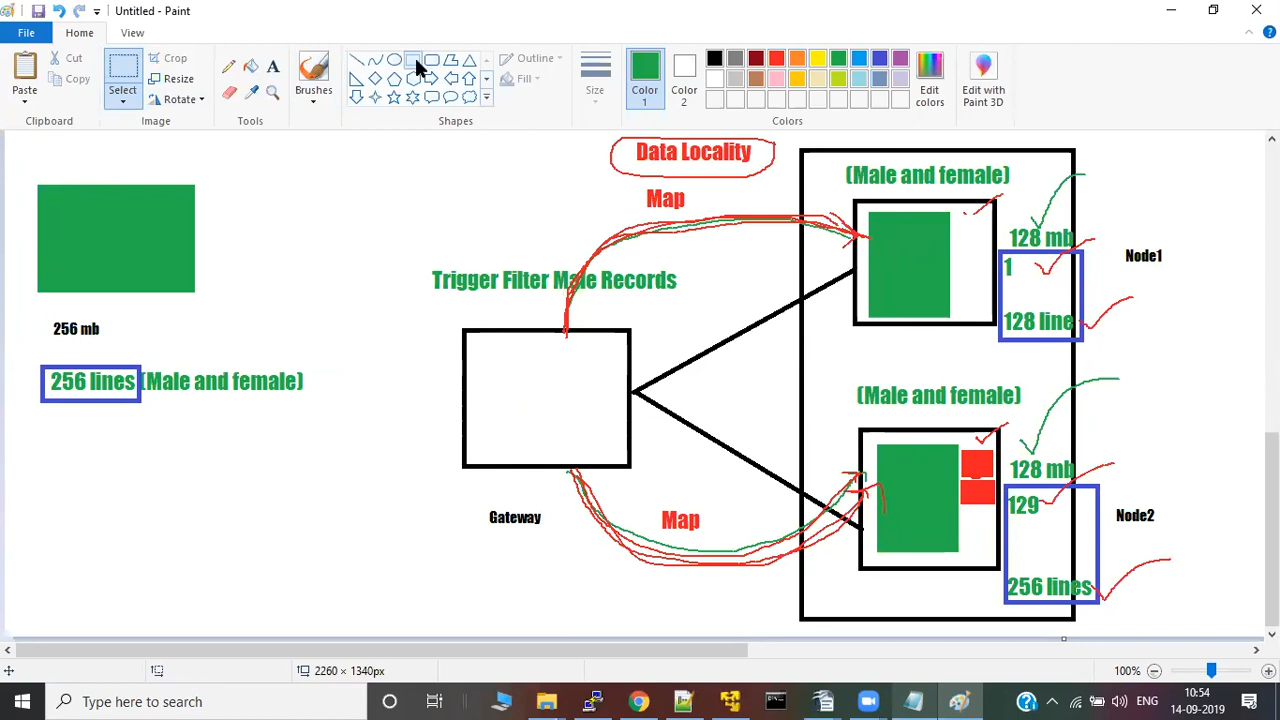 Untitled - Paint
File
Home
View
Paste
Cut
Copy
Clipboard
Select
Crop
Resize
Rotate
Image
Tools
Brushes
Shapes
Outline
Fill
Size
Color 1
Color 2
Edit colors
Edit with Paint 3D
Colors
Data Locality
Map
(Male and female)
128 mb
1
128 line
Node1
Trigger Filter Male Records
256 mb
256 lines (Male and female)
(Male and female)
128 mb
129
256 lines
Node2
Gateway
Map
2260 × 1340px
100%
Type here to search
ENG
10:54
14-09-2019